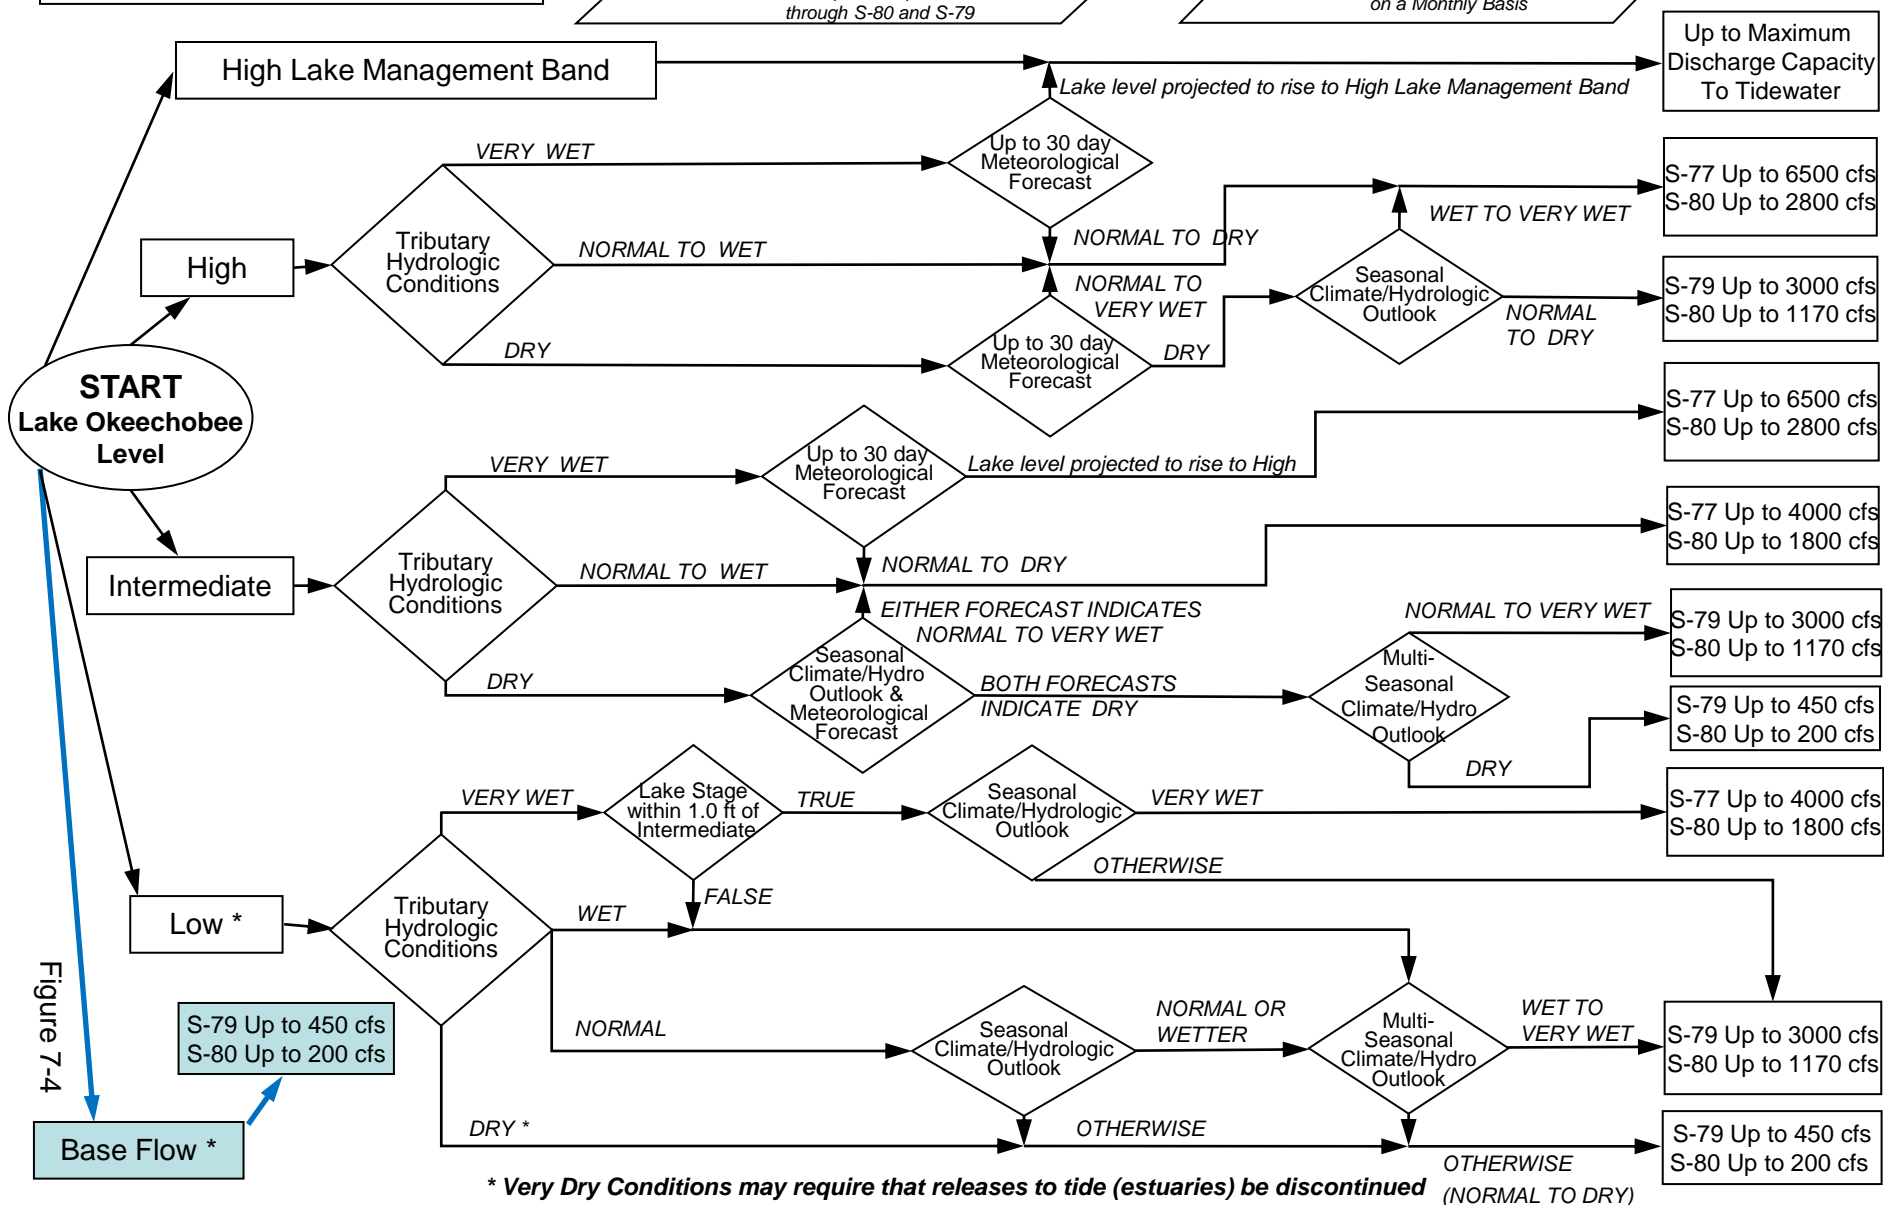 through S-80 and S-79
on a Monthly Basis
Up to Maximum
Discharge Capacity
To Tidewater
High Lake Management Band
Lake level projected to rise to High Lake Management Band
VERY WET
Up to 30 day
Meteorological
Forecast
S-77 Up to 6500 cfs
S-80 Up to 2800 cfs
WET TO VERY WET
High
Tributary
Hydrologic
Conditions
NORMAL TO WET
NORMAL TO DRY
NORMAL TO
VERY WET
Seasonal
Climate/Hydrologic
Outlook
NORMAL
TO DRY
S-79 Up to 3000 cfs
S-80 Up to 1170 cfs
DRY
Up to 30 day
Meteorological
Forecast
DRY
START
Lake Okeechobee
Level
S-77 Up to 6500 cfs
S-80 Up to 2800 cfs
VERY WET
Up to 30 day
Meteorological
Forecast
Lake level projected to rise to High
S-77 Up to 4000 cfs
S-80 Up to 1800 cfs
Intermediate
Tributary
Hydrologic
Conditions
NORMAL TO WET
NORMAL TO DRY
EITHER FORECAST INDICATES
NORMAL TO VERY WET
NORMAL TO VERY WET
S-79 Up to 3000 cfs
S-80 Up to 1170 cfs
DRY
Seasonal
Climate/Hydro
Outlook &
Meteorological
Forecast
BOTH FORECASTS
INDICATE DRY
Multi-
Seasonal
Climate/Hydro
Outlook
DRY
S-79 Up to 450 cfs
S-80 Up to 200 cfs
VERY WET
Lake Stage
within 1.0 ft of
Intermediate
TRUE
Seasonal
Climate/Hydrologic
Outlook
VERY WET
S-77 Up to 4000 cfs
S-80 Up to 1800 cfs
OTHERWISE
FALSE
Low *
Tributary
Hydrologic
Conditions
WET
NORMAL
Seasonal
Climate/Hydrologic
Outlook
NORMAL OR
WETTER
Multi-
Seasonal
Climate/Hydro
Outlook
WET TO
VERY WET
S-79 Up to 3000 cfs
S-80 Up to 1170 cfs
Figure 7-4
S-79 Up to 450 cfs
S-80 Up to 200 cfs
Base Flow *
DRY *
OTHERWISE
OTHERWISE
(NORMAL TO DRY)
S-79 Up to 450 cfs
S-80 Up to 200 cfs
* Very Dry Conditions may require that releases to tide (estuaries) be discontinued